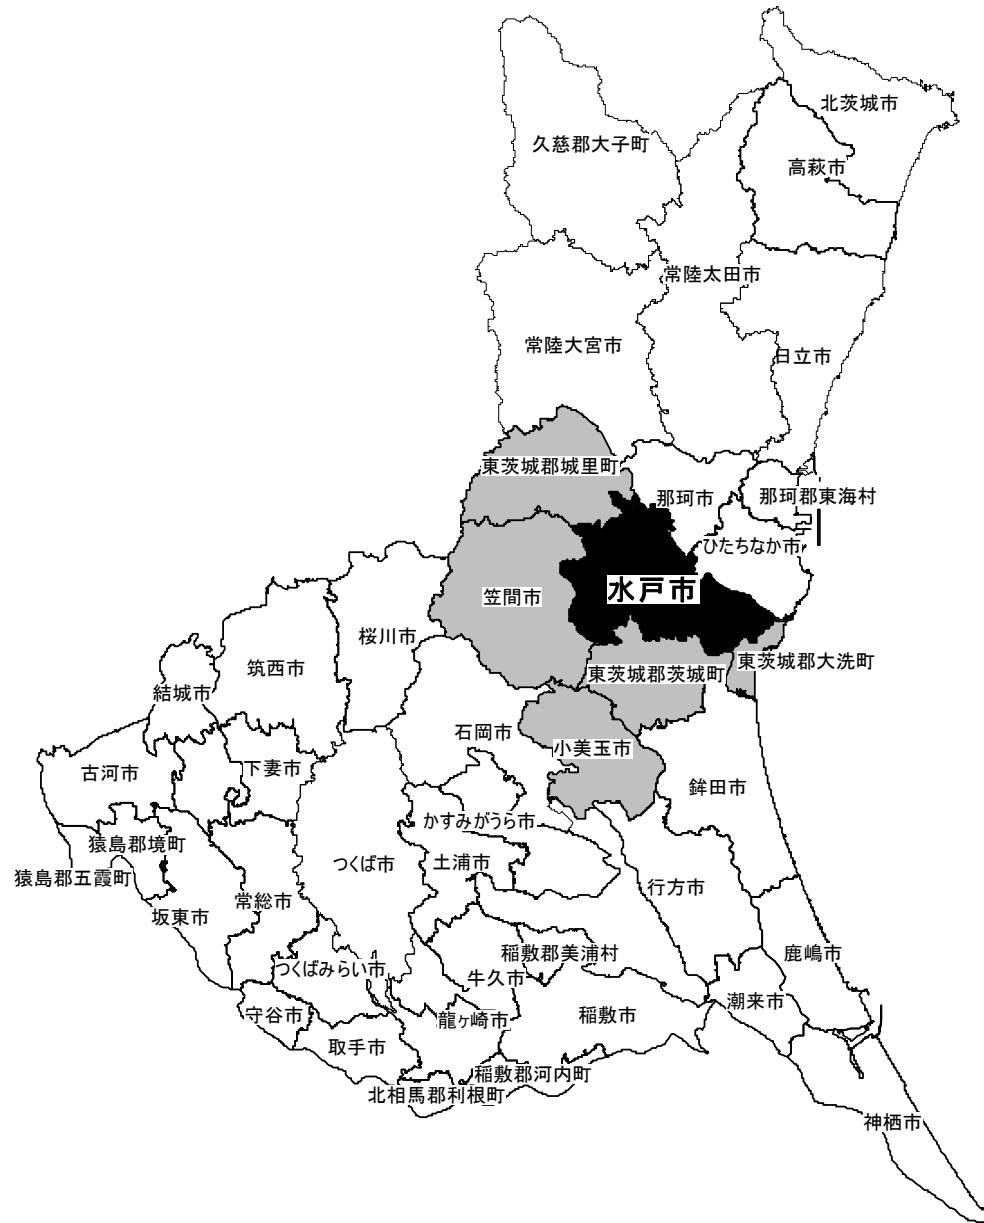 北茨城市
久慈郡大子町
高萩市
常陸太田市
常陸大宮市
日立市
東茨城郡城里町
那珂市
那珂郡東海村
ひたちなか市
水戸市
笠間市
桜川市
東茨城郡大洗町
筑西市
東茨城郡茨城町
結城市
石岡市
小美玉市
下妻市
古河市
鉾田市
かすみがうら市
猿島郡境町
つくば市
土浦市
猿島郡五霞町
行方市
常総市
坂東市
稲敷郡美浦村
鹿嶋市
つくばみらい市
牛久市
潮来市
守谷市
龍ヶ崎市
稲敷市
取手市
稲敷郡河内町
北相馬郡利根町
神栖市